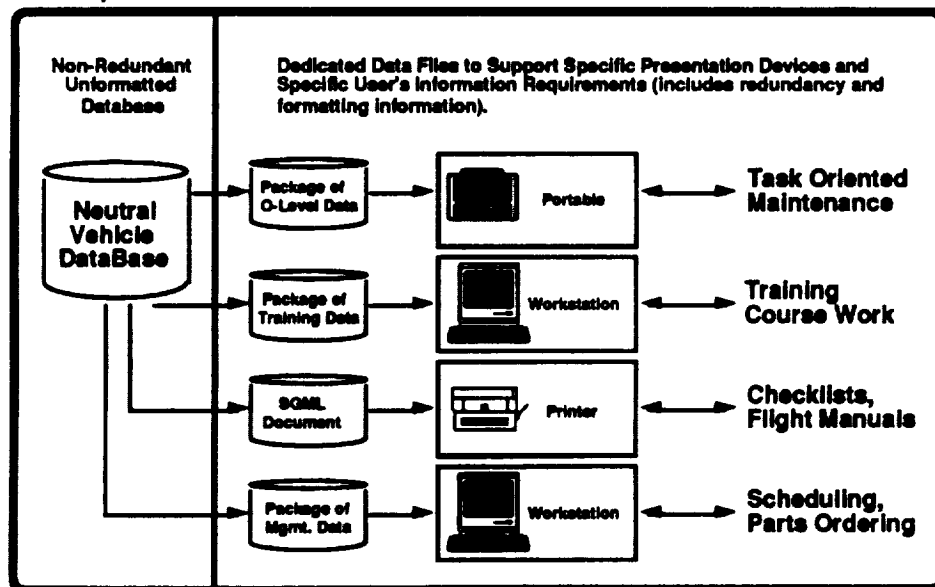 Non-Redundant
Unformatted
Database
Dedicated Data Files to Support Specific Presentation Devices and
Specific User's Information Requirements (includes redundancy and
formatting information).
Neutral
Vehicle
DataBase
Package of
O-Level Data
Portable
Task Oriented
Maintenance
Package of
Training Data
Workstation
Training
Course Work
SGML
Document
Printer
Checklists,
Flight Manuals
Package of
Mgmt. Data
Workstation
Scheduling,
Parts Ordering